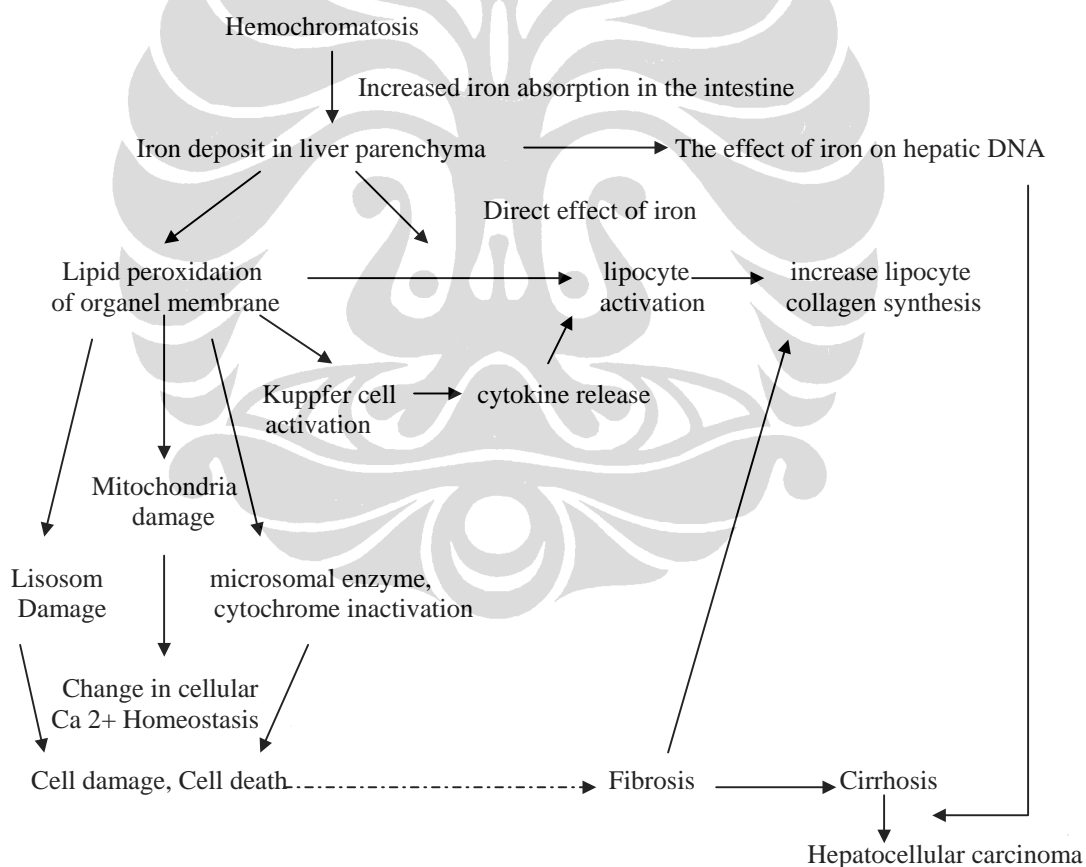 Hemochromatosis
Increased iron absorption in the intestine
Iron deposit in liver parenchyma
The effect of iron on hepatic DNA
Direct effect of iron
Lipid peroxidation
of organel membrane
lipocyte
activation
increase lipocyte
collagen synthesis
Kuppfer cell
activation
cytokine release
Mitochondria
damage
Lisosom
Damage
microsomal enzyme,
cytochrome inactivation
Change in cellular
Ca 2+ Homeostasis
Cell damage, Cell death
Fibrosis
Cirrhosis
Hepatocellular carcinoma